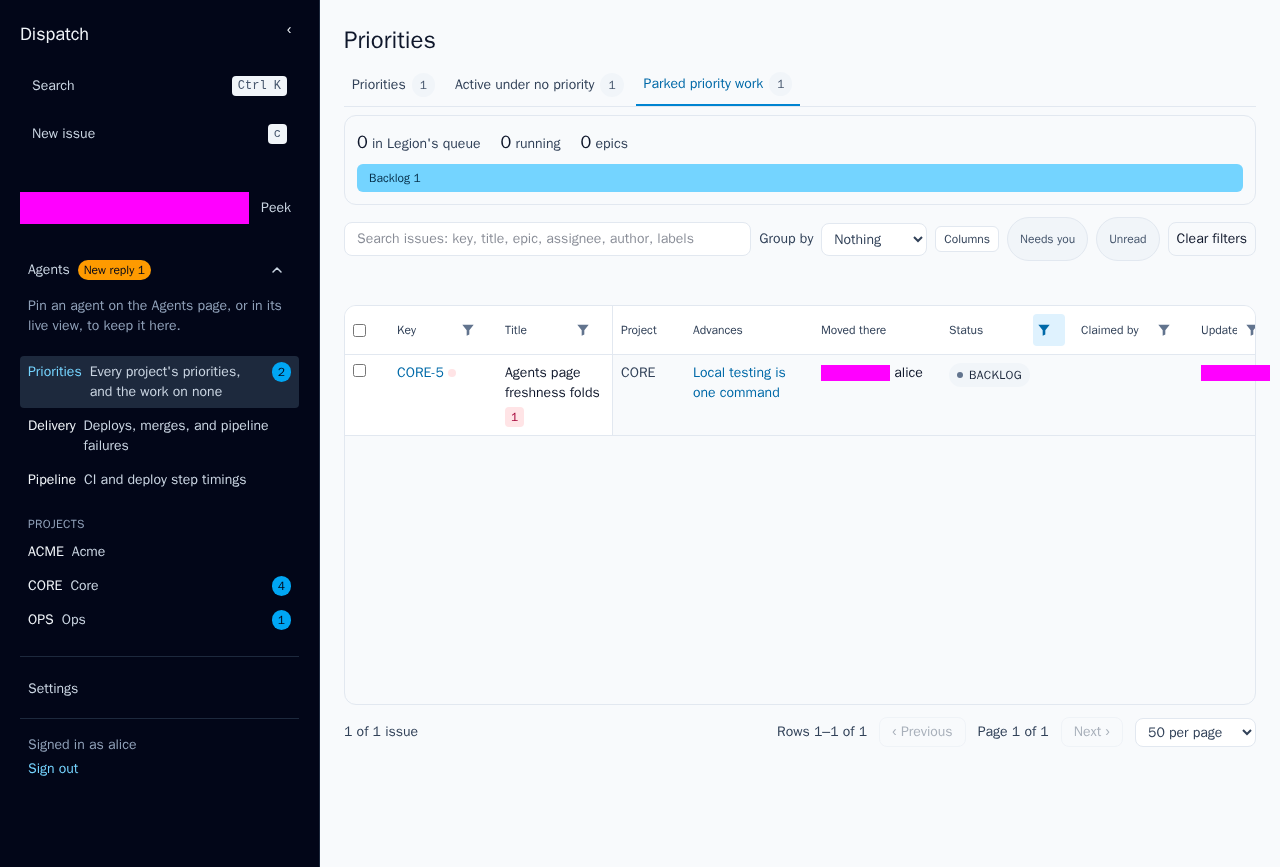 Dispatch
‹
Search
Ctrl K
New issue
C
Peek
Agents
New reply 1
Pin an agent on the Agents page, or in its
live view, to keep it here.
Priorities
Every project's priorities,
and the work on none
2
Delivery
Deploys, merges, and pipeline
failures
Pipeline
CI and deploy step timings
PROJECTS
ACME Acme
CORE Core
4
OPS Ops
1
Settings
Signed in as alice
Sign out
Priorities
Priorities 1
Active under no priority 1
Parked priority work 1
0 in Legion's queue
0 running
0 epics
Backlog 1
Search issues: key, title, epic, assignee, author, labels
Group by
Nothing
Columns
Needs you
Unread
Clear filters
Key
Title
Project
Advances
Moved there
Status
Claimed by
Update
CORE-5
Agents page
freshness folds
1
CORE
Local testing is
one command
alice
BACKLOG
1 of 1 issue
Rows 1–1 of 1
‹ Previous
Page 1 of 1
Next ›
50 per page